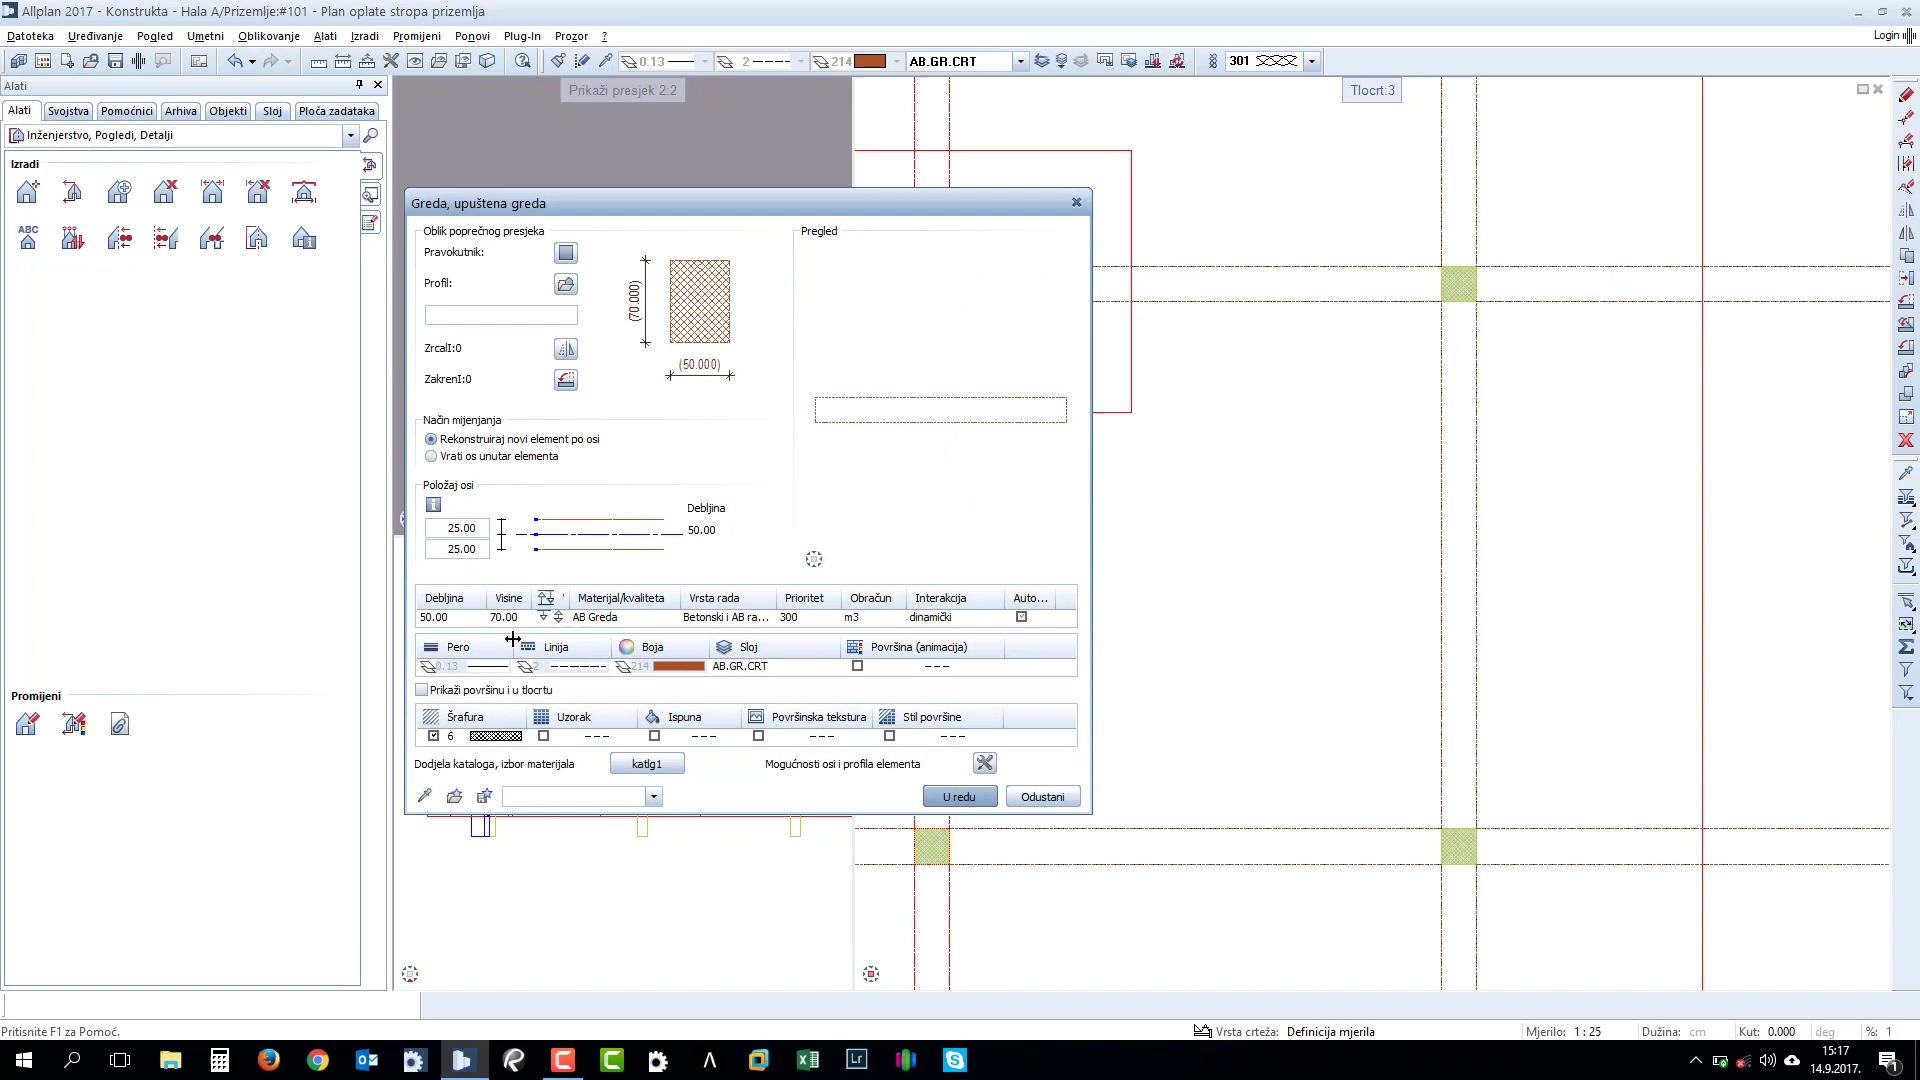 Allplan 2017 - Konstrukta - Hala A/Prizemlje:#101 - Plan oplate stropa prizemlja
Datoteka Uređivanje Pogled Umetni Oblikovanje Alati Izradi Promijeni Ponovi Plug-In Prozor ?
Login
0.13 2 214 AB.GR.CRT 301
Alati
Prikaži presjek 2:2
Tlocrt:3
Alati Svojstva Pomoćnici Arhiva Objekti Sloj Ploča zadataka
Inženjerstvo, Pogledi, Detalji
Izradi
ABC
Promijeni
Greda, upuštena greda
Oblik poprečnog presjeka
Pregled
Pravokutnik:
Profil:
(70.000)
(50.000)
ZrcalI:0
ZakrenI:0
Način mijenjanja
Rekonstruiraj novi element po osi
Vrati os unutar elementa
Položaj osi
Debljina
25.00
50.00
25.00
Debljina Visine Materijal/kvaliteta Vrsta rada Prioritet Obračun Interakcija Auto...
50.00 70.00 AB Greda Betonski i AB ra... 300 m3 dinamički
Pero Linija Boja Sloj Površina (animacija)
0.13 2 214 AB.GR.CRT
Prikaži površinu i u tlocrtu
Šrafura Uzorak Ispuna Površinska tekstura Stil površine
6
Dodjela kataloga, izbor materijala katlg1 Mogućnosti osi i profila elementa
U redu Odustani
Pritisnite F1 za Pomoć.
Vrsta crteža: Definicija mjerila Mjerilo: 1 : 25 Dužina: cm Kut: 0.000 deg %: 1
Lr
15:17
14.9.2017.
1